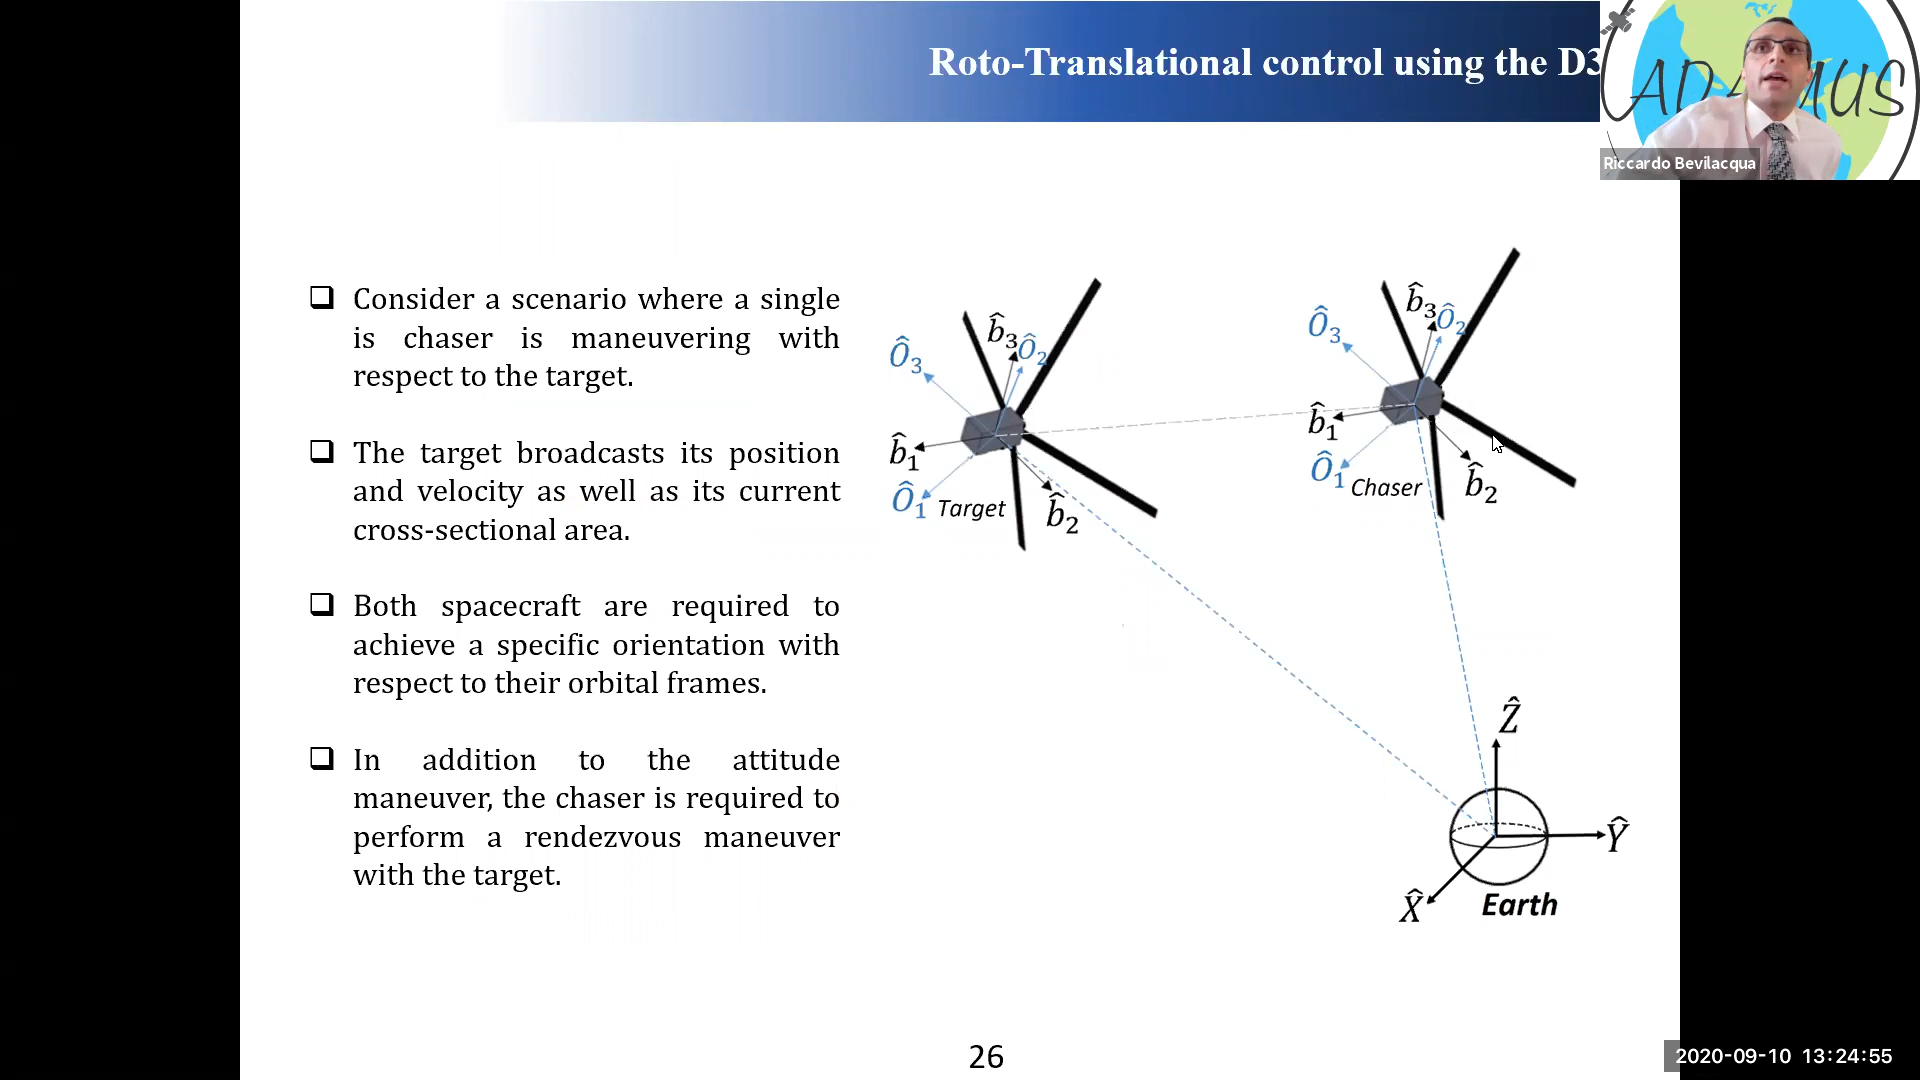 Roto-Translational control using the D3
Riccardo Bevilacqua
❑ Consider a scenario where a single
is chaser is maneuvering with
respect to the target.
❑ The target broadcasts its position
and velocity as well as its current
cross-sectional area.
❑ Both spacecraft are required to
achieve a specific orientation with
respect to their orbital frames.
❑ In addition to the attitude
maneuver, the chaser is required to
perform a rendezvous maneuver
with the target.
b̂₃
Ô₂
Ô₃
b̂₁
Ô₁
Target
b̂₂
b̂₃
Ô₂
Ô₃
b̂₁
Ô₁
Chaser
b̂₂
Ẑ
Ŷ
X̂
Earth
26
2020-09-10 13:24:55